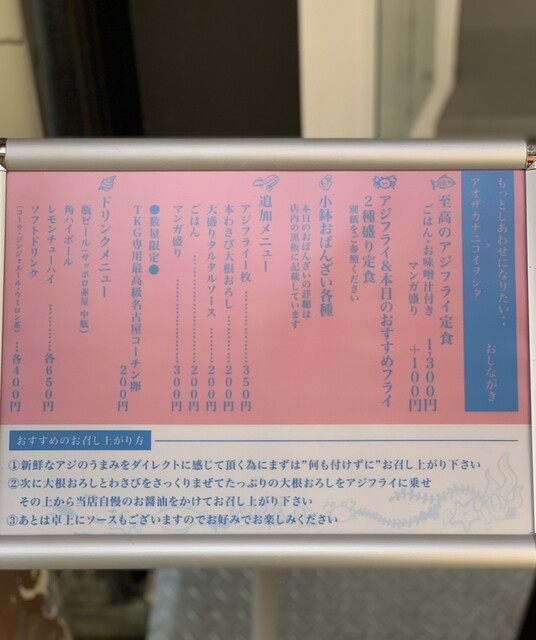 もっとしあわせになりたい・・
アオザカナニコイヲシタ
おしながき
至高のアジフライ定食
ごはん・お味噌汁付き 1,300円
マンガ盛り ＋100円
アジフライ&本日のおすすめフライ
2種盛り定食
別紙をご参照ください
小鉢おばんざい各種
本日のおばんざいの詳細は
店内の黒板に記載しています
追加メニュー
アジフライ一枚 ………… 350円
本わさび大根おろし …… 200円
大盛りタルタルソース … 200円
ごはん ………… 200円
マンガ盛り ………… 300円
●数量限定●
TKG専用最高級名古屋コーチン卵
200円
ドリンクメニュー
瓶ビール(サッポロ赤星 中瓶)
角ハイボール
レモンチューハイ ………… 各650円
ソフトドリンク
(コーラ・ジンジャエール・ウーロン茶) …各400円
おすすめのお召し上がり方
①新鮮なアジのうまみをダイレクトに感じて頂く為にまずは”何も付けずに”お召し上がり下さい
②次に大根おろしとわさびをさっくりまぜてたっぷりの大根おろしをアジフライに乗せ
その上から当店自慢のお醤油をかけてお召し上がり下さい
③あとは卓上にソースもございますのでお好みでお楽しみください